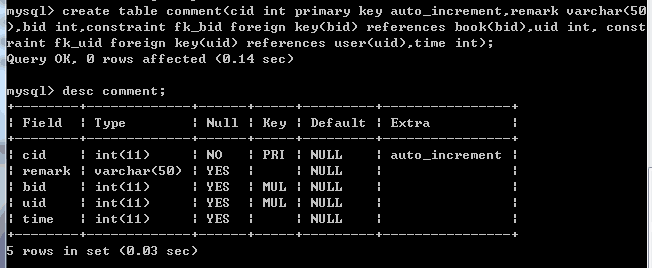 mysql> create table comment(cid int primary key auto_increment,remark varchar(50
),bid int,constraint fk_bid foreign key(bid) references book(bid),uid int, const
raint fk_uid foreign key(uid) references user(uid),time int);
Query OK, 0 rows affected (0.14 sec)
mysql> desc comment;
+--------+-------------+------+-----+---------+----------------+
| Field  | Type        | Null | Key | Default | Extra          |
+--------+-------------+------+-----+---------+----------------+
| cid    | int(11)     | NO   | PRI | NULL    | auto_increment |
| remark | varchar(50) | YES  |     | NULL    |                |
| bid    | int(11)     | YES  | MUL | NULL    |                |
| uid    | int(11)     | YES  | MUL | NULL    |                |
| time   | int(11)     | YES  |     | NULL    |                |
+--------+-------------+------+-----+---------+----------------+
5 rows in set (0.03 sec)